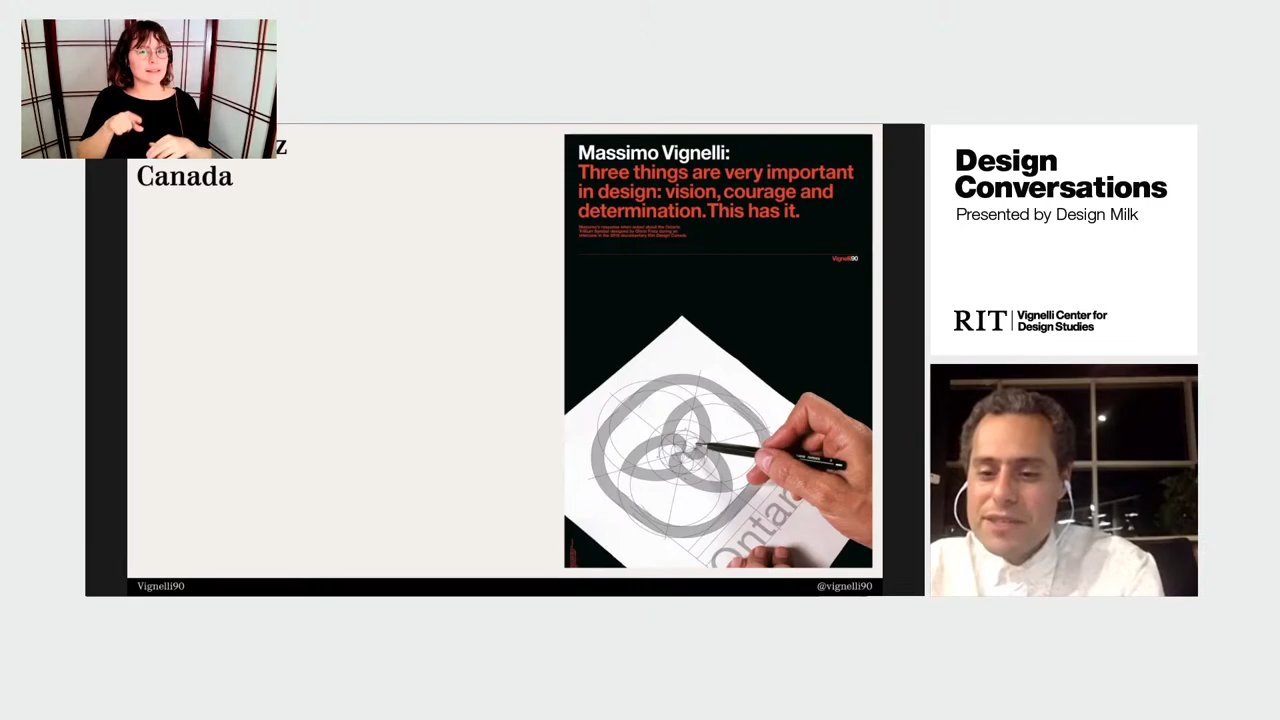 Canada
Massimo Vignelli:
Three things are very important
in design: vision, courage and
determination. This has it.
Vignelli90
Ontar
Vignelli90
@vignelli90
Design
Conversations
Presented by Design Milk
RIT
Vignelli Center for
Design Studies